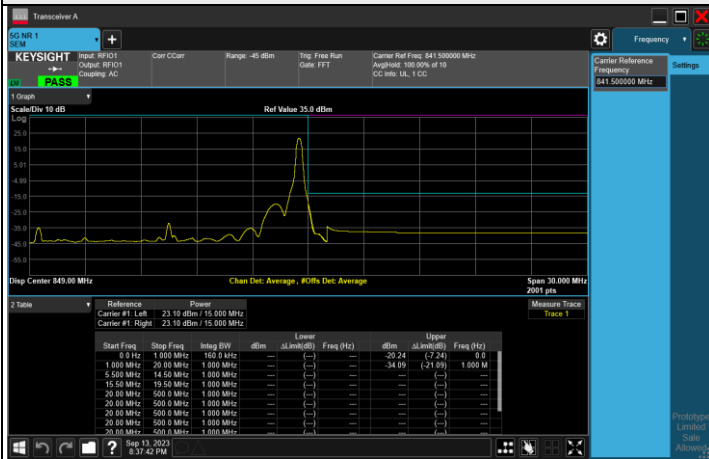 Transceiver A
5G NR 1
SEM
Frequency
KEYSIGHT
PASS
Input: RFIO1
Output: RFIO1
Coupling: AC
Corr CCorr
Range: -45 dBm
Trig: Free Run
Gate: FFT
Carrier Ref Freq: 841.500000 MHz
Avg|Hold: 100.00% of 10
CC Info: UL, 1 CC
Carrier Reference
Frequency
841.500000 MHz
Settings
1 Graph
Scale/Div 10 dB
Ref Value 35.0 dBm
Log
25.0
15.0
5.01
-4.99
-15.0
-25.0
-35.0
-45.0
-55.0
Disp Center 849.00 MHz
Chan Det: Average , #Offs Det: Average
Span 30.000 MHz
2001 pts
2 Table
Reference Power
Carrier #1: Left 23.10 dBm / 15.000 MHz
Carrier #1: Right 23.10 dBm / 15.000 MHz
Measure Trace
Trace 1
Lower Upper
Start Freq Stop Freq Integ BW dBm ΔLimit(dB) Freq (Hz) dBm ΔLimit(dB) Freq (Hz)
0.0 Hz 1.000 MHz 160.0 kHz --- (---) --- -20.24 (-7.24) 0.0
1.000 MHz 20.00 MHz 1.000 MHz --- (---) --- -34.09 (-21.09) 1.000 M
5.500 MHz 14.50 MHz 1.000 MHz --- (---) --- --- (---) ---
15.50 MHz 19.50 MHz 1.000 MHz --- (---) --- --- (---) ---
20.00 MHz 500.0 MHz 1.000 MHz --- (---) --- --- (---) ---
20.00 MHz 500.0 MHz 1.000 MHz --- (---) --- --- (---) ---
20.00 MHz 500.0 MHz 1.000 MHz --- (---) --- --- (---) ---
20.00 MHz 500.0 MHz 1.000 MHz --- (---) --- --- (---) ---
Sep 13, 2023
8:37:42 PM
Prototype
Limited
Sale
Allowed